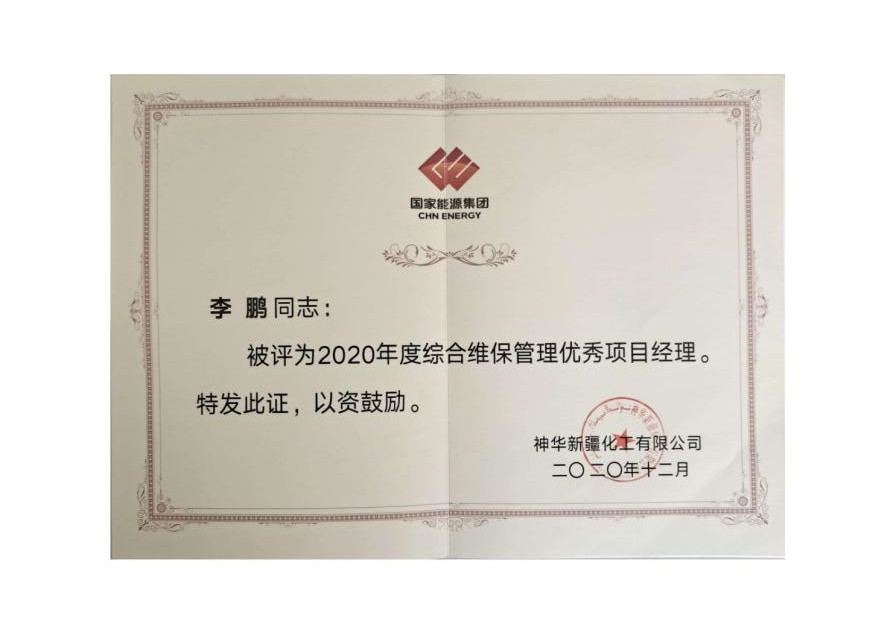 国家能源集团
CHN ENERGY
李 鹏 同志：
被评为2020年度综合维保管理优秀项目经理。
特发此证，以资鼓励。
神华新疆化工有限公司
二〇二〇年十二月